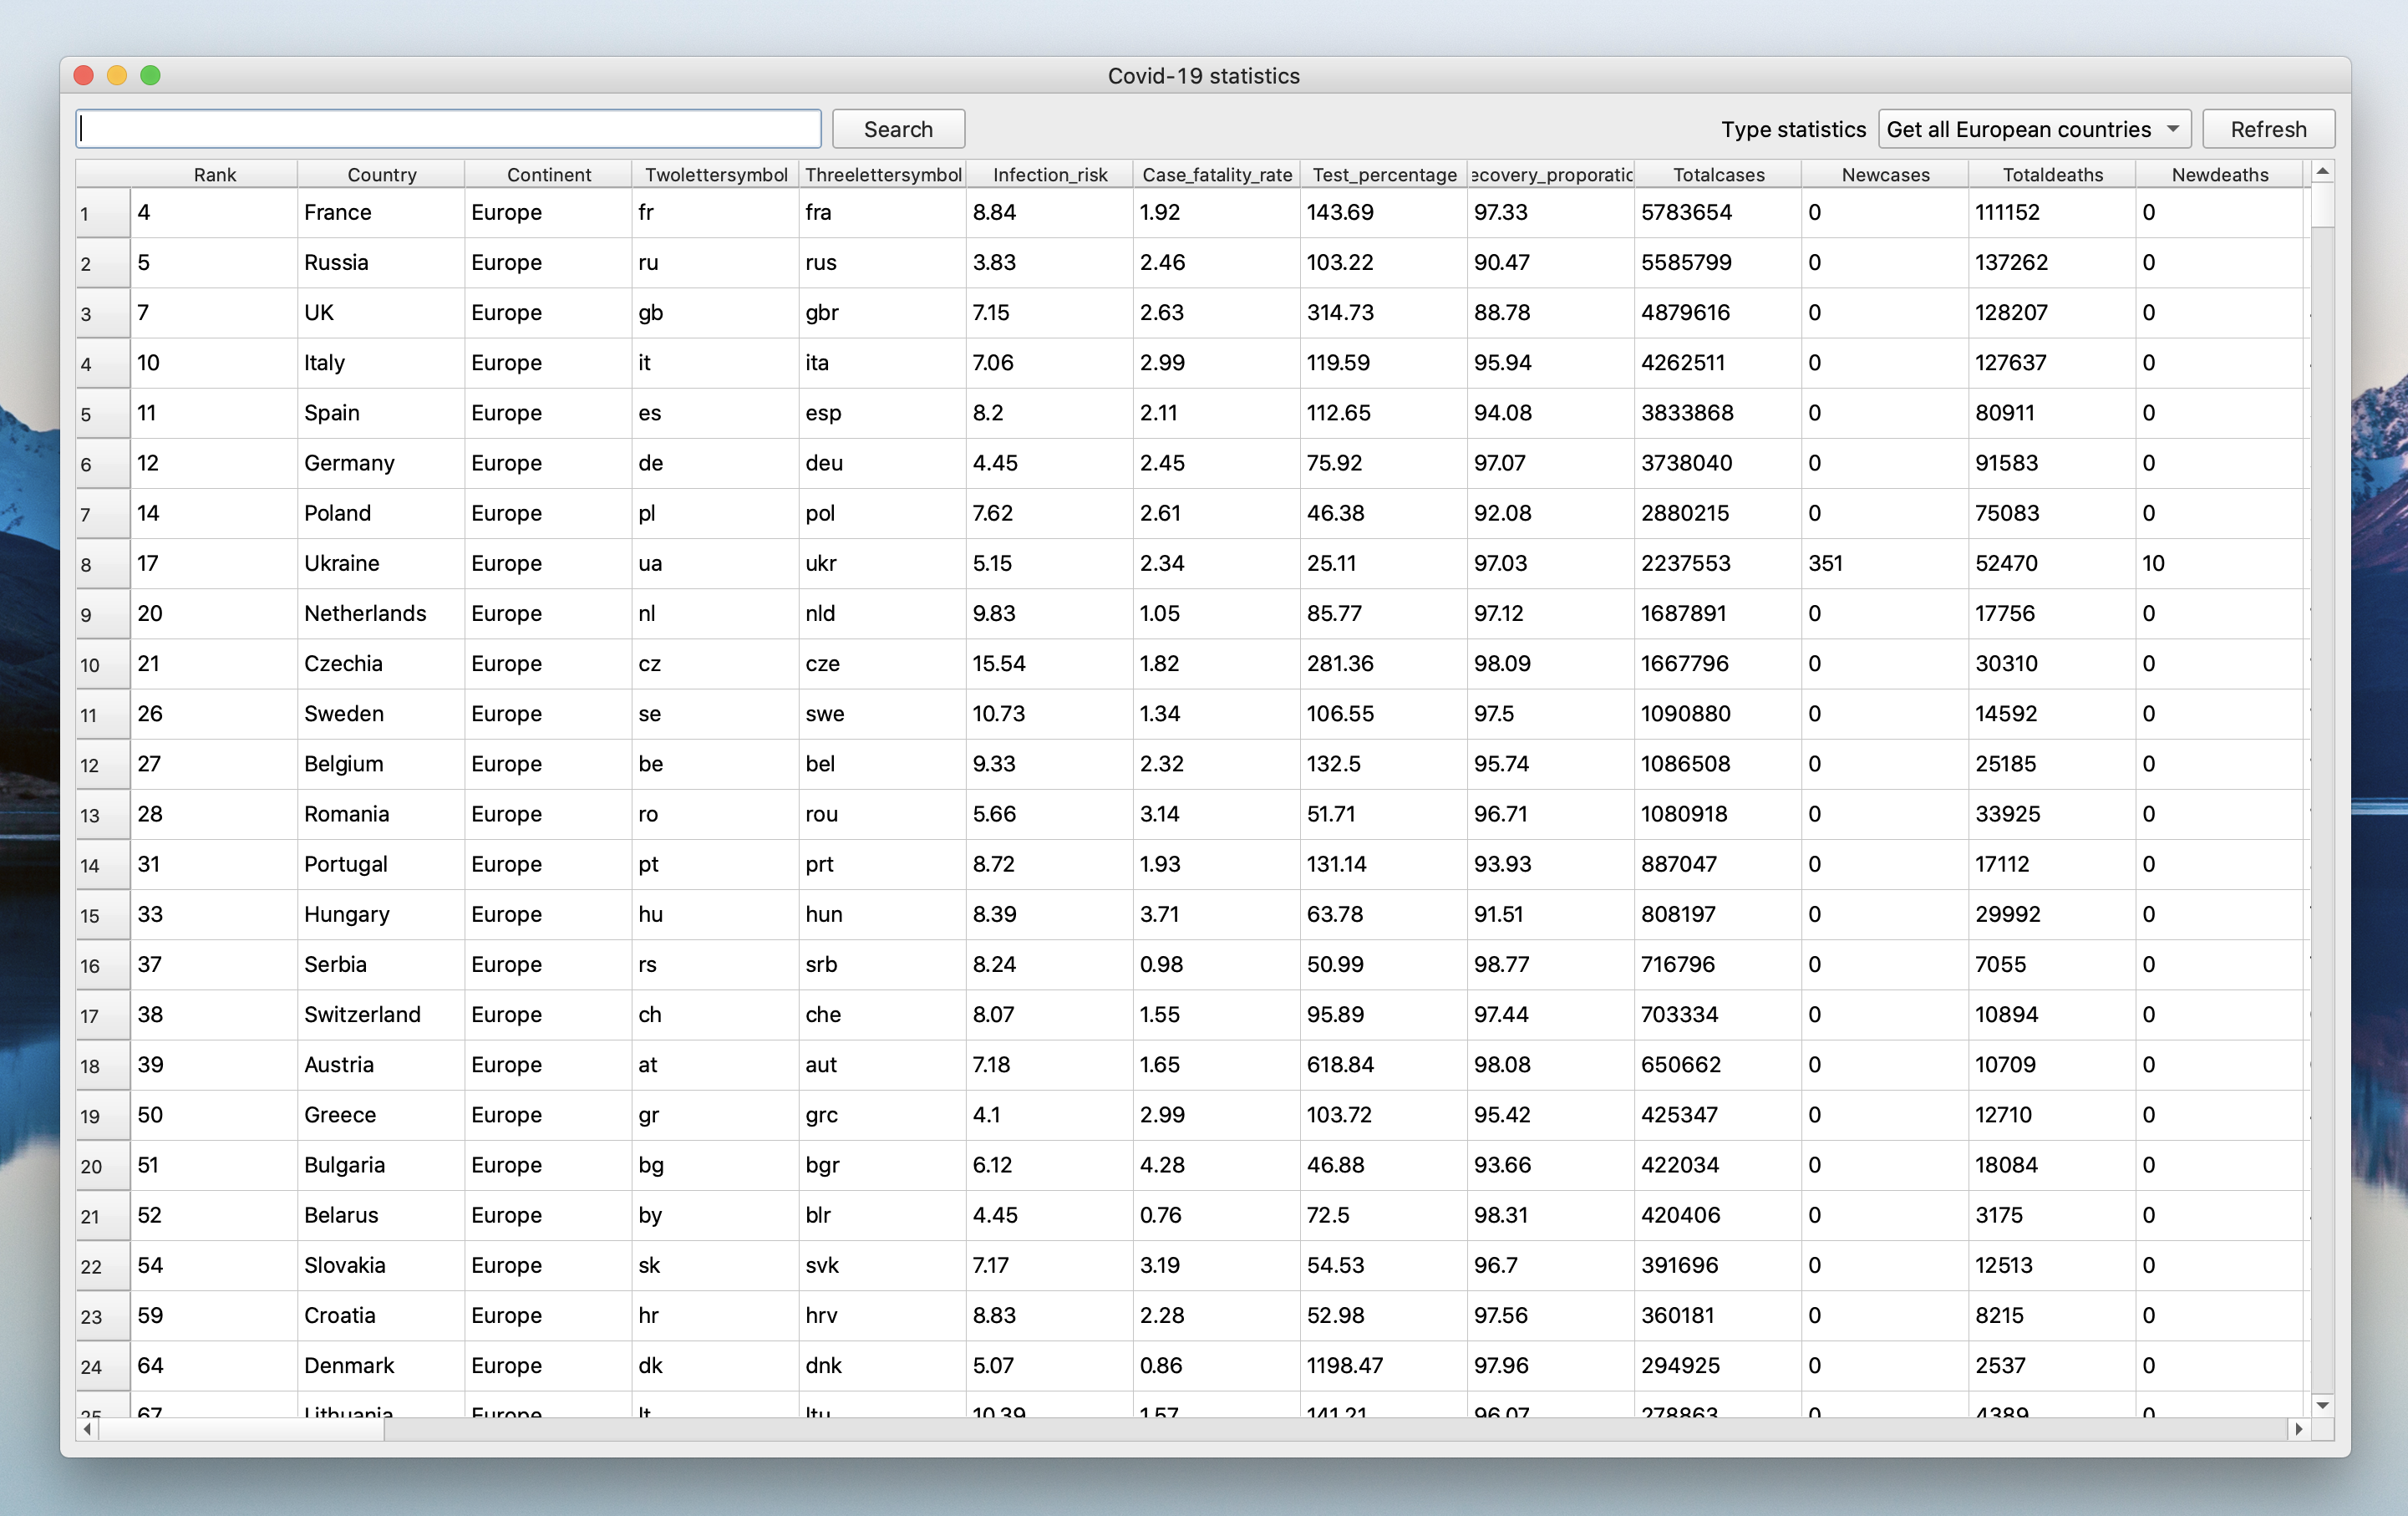 Covid-19 statistics
Search Type statistics Get all European countries Refresh
Rank Country Continent Twolettersymbol Threelettersymbol Infection_risk Case_fatality_rate Test_percentage ecovery_proporatic Totalcases Newcases Totaldeaths Newdeaths
1 4 France Europe fr fra 8.84 1.92 143.69 97.33 5783654 0 111152 0
2 5 Russia Europe ru rus 3.83 2.46 103.22 90.47 5585799 0 137262 0
3 7 UK Europe gb gbr 7.15 2.63 314.73 88.78 4879616 0 128207 0
4 10 Italy Europe it ita 7.06 2.99 119.59 95.94 4262511 0 127637 0
5 11 Spain Europe es esp 8.2 2.11 112.65 94.08 3833868 0 80911 0
6 12 Germany Europe de deu 4.45 2.45 75.92 97.07 3738040 0 91583 0
7 14 Poland Europe pl pol 7.62 2.61 46.38 92.08 2880215 0 75083 0
8 17 Ukraine Europe ua ukr 5.15 2.34 25.11 97.03 2237553 351 52470 10
9 20 Netherlands Europe nl nld 9.83 1.05 85.77 97.12 1687891 0 17756 0
10 21 Czechia Europe cz cze 15.54 1.82 281.36 98.09 1667796 0 30310 0
11 26 Sweden Europe se swe 10.73 1.34 106.55 97.5 1090880 0 14592 0
12 27 Belgium Europe be bel 9.33 2.32 132.5 95.74 1086508 0 25185 0
13 28 Romania Europe ro rou 5.66 3.14 51.71 96.71 1080918 0 33925 0
14 31 Portugal Europe pt prt 8.72 1.93 131.14 93.93 887047 0 17112 0
15 33 Hungary Europe hu hun 8.39 3.71 63.78 91.51 808197 0 29992 0
16 37 Serbia Europe rs srb 8.24 0.98 50.99 98.77 716796 0 7055 0
17 38 Switzerland Europe ch che 8.07 1.55 95.89 97.44 703334 0 10894 0
18 39 Austria Europe at aut 7.18 1.65 618.84 98.08 650662 0 10709 0
19 50 Greece Europe gr grc 4.1 2.99 103.72 95.42 425347 0 12710 0
20 51 Bulgaria Europe bg bgr 6.12 4.28 46.88 93.66 422034 0 18084 0
21 52 Belarus Europe by blr 4.45 0.76 72.5 98.31 420406 0 3175 0
22 54 Slovakia Europe sk svk 7.17 3.19 54.53 96.7 391696 0 12513 0
23 59 Croatia Europe hr hrv 8.83 2.28 52.98 97.56 360181 0 8215 0
24 64 Denmark Europe dk dnk 5.07 0.86 1198.47 97.96 294925 0 2537 0
25 67 Lithuania Europe lt ltu 10.39 1.57 141.21 96.07 278863 0 4389 0